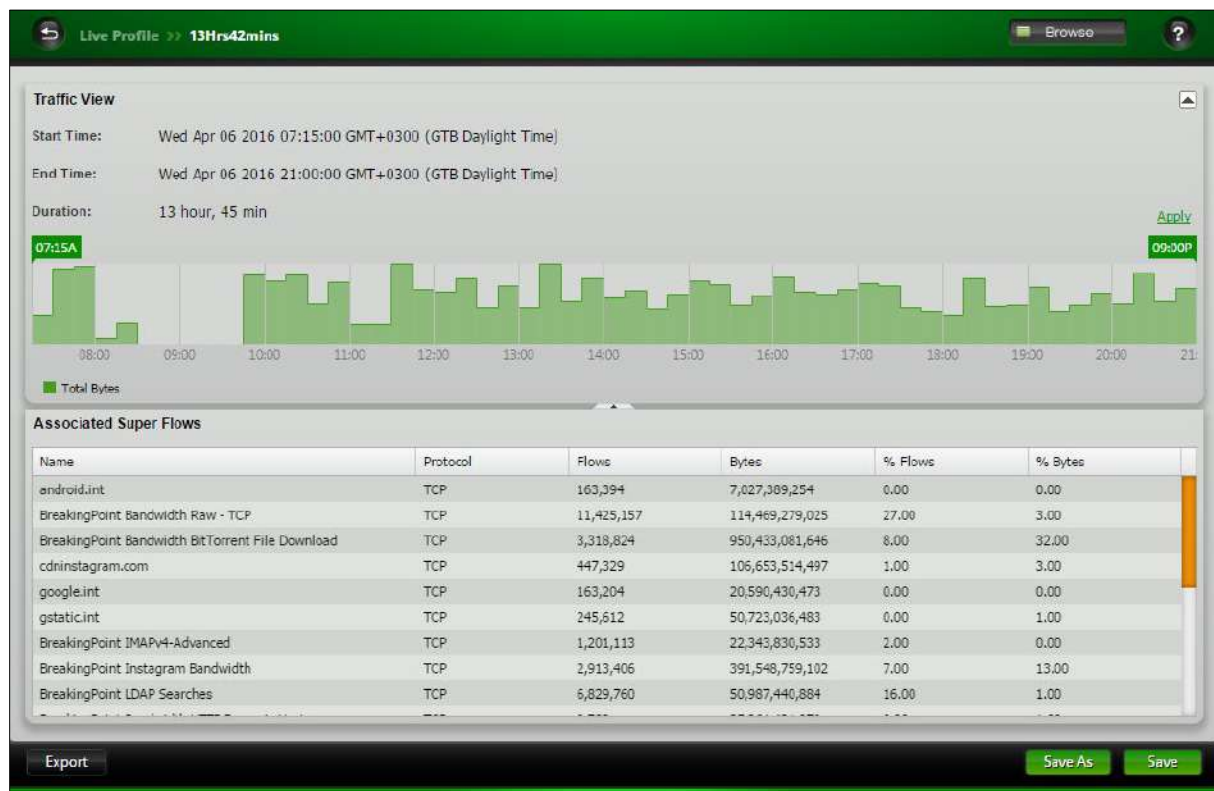 Live Profile >> 13Hrs42mins
Browse
?
Traffic View
Start Time: Wed Apr 06 2016 07:15:00 GMT+0300 (GTB Daylight Time)
End Time: Wed Apr 06 2016 21:00:00 GMT+0300 (GTB Daylight Time)
Duration: 13 hour, 45 min
Apply
07:15A 09:00P
08:00 09:00 10:00 11:00 12:00 13:00 14:00 15:00 16:00 17:00 18:00 19:00 20:00 21:
Total Bytes
Associated Super Flows
Name Protocol Flows Bytes % Flows % Bytes
android.int TCP 163,394 7,027,389,254 0.00 0.00
BreakingPoint Bandwidth Raw - TCP TCP 11,425,157 114,469,279,025 27.00 3.00
BreakingPoint Bandwidth BitTorrent File Download TCP 3,318,824 950,433,081,646 8.00 32.00
cdninstagram.com TCP 447,329 106,653,514,497 1.00 3.00
google.int TCP 163,204 20,590,430,473 0.00 0.00
gstatic.int TCP 245,612 50,723,036,483 0.00 1.00
BreakingPoint IMAPv4-Advanced TCP 1,201,113 22,343,830,533 2.00 0.00
BreakingPoint Instagram Bandwidth TCP 2,913,406 391,548,759,102 7.00 13.00
BreakingPoint LDAP Searches TCP 6,829,760 50,987,440,884 16.00 1.00
Export
Save As
Save